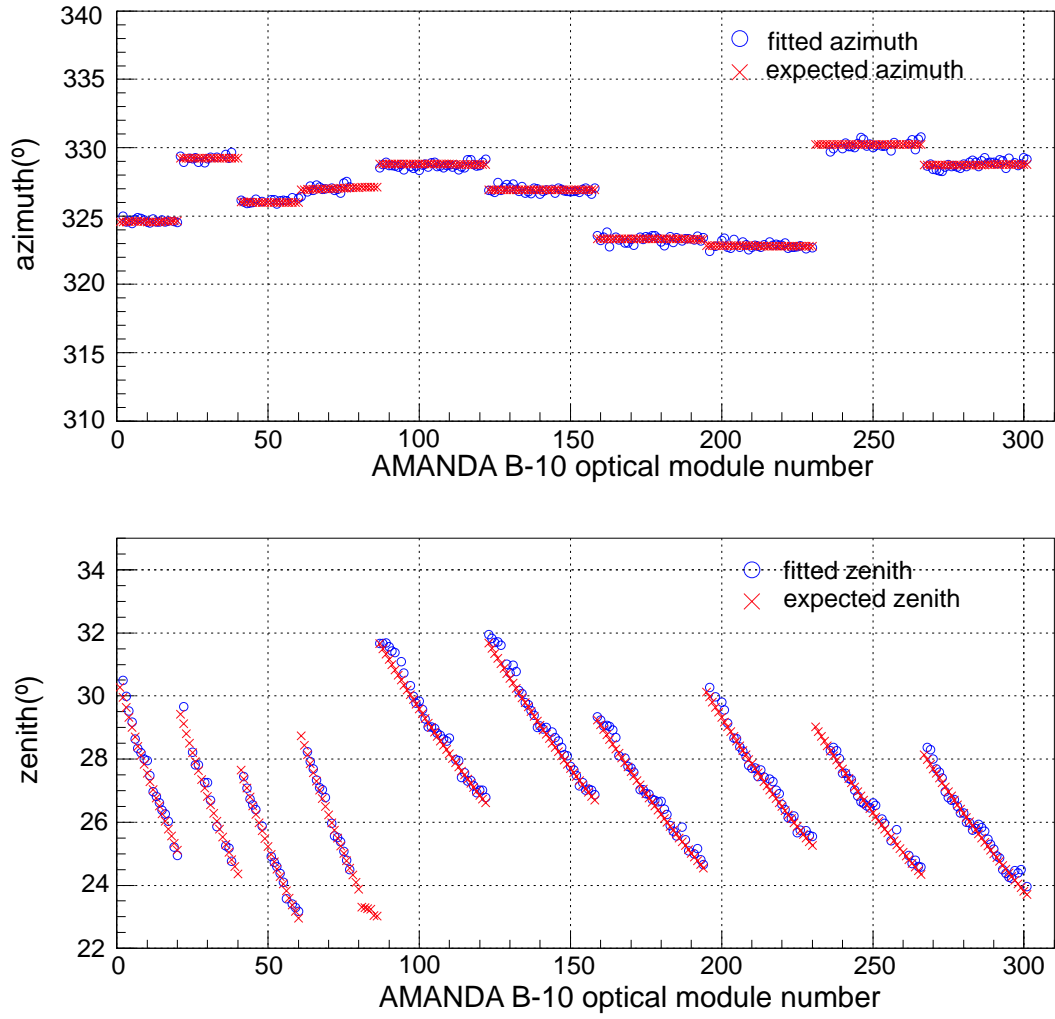 340
335
330
325
320
315
310
azimuth(º)
fitted azimuth
expected azimuth
0 50 100 150 200 250 300
AMANDA B-10 optical module number
34
32
30
28
26
24
22
zenith(º)
fitted zenith
expected zenith
0 50 100 150 200 250 300
AMANDA B-10 optical module number